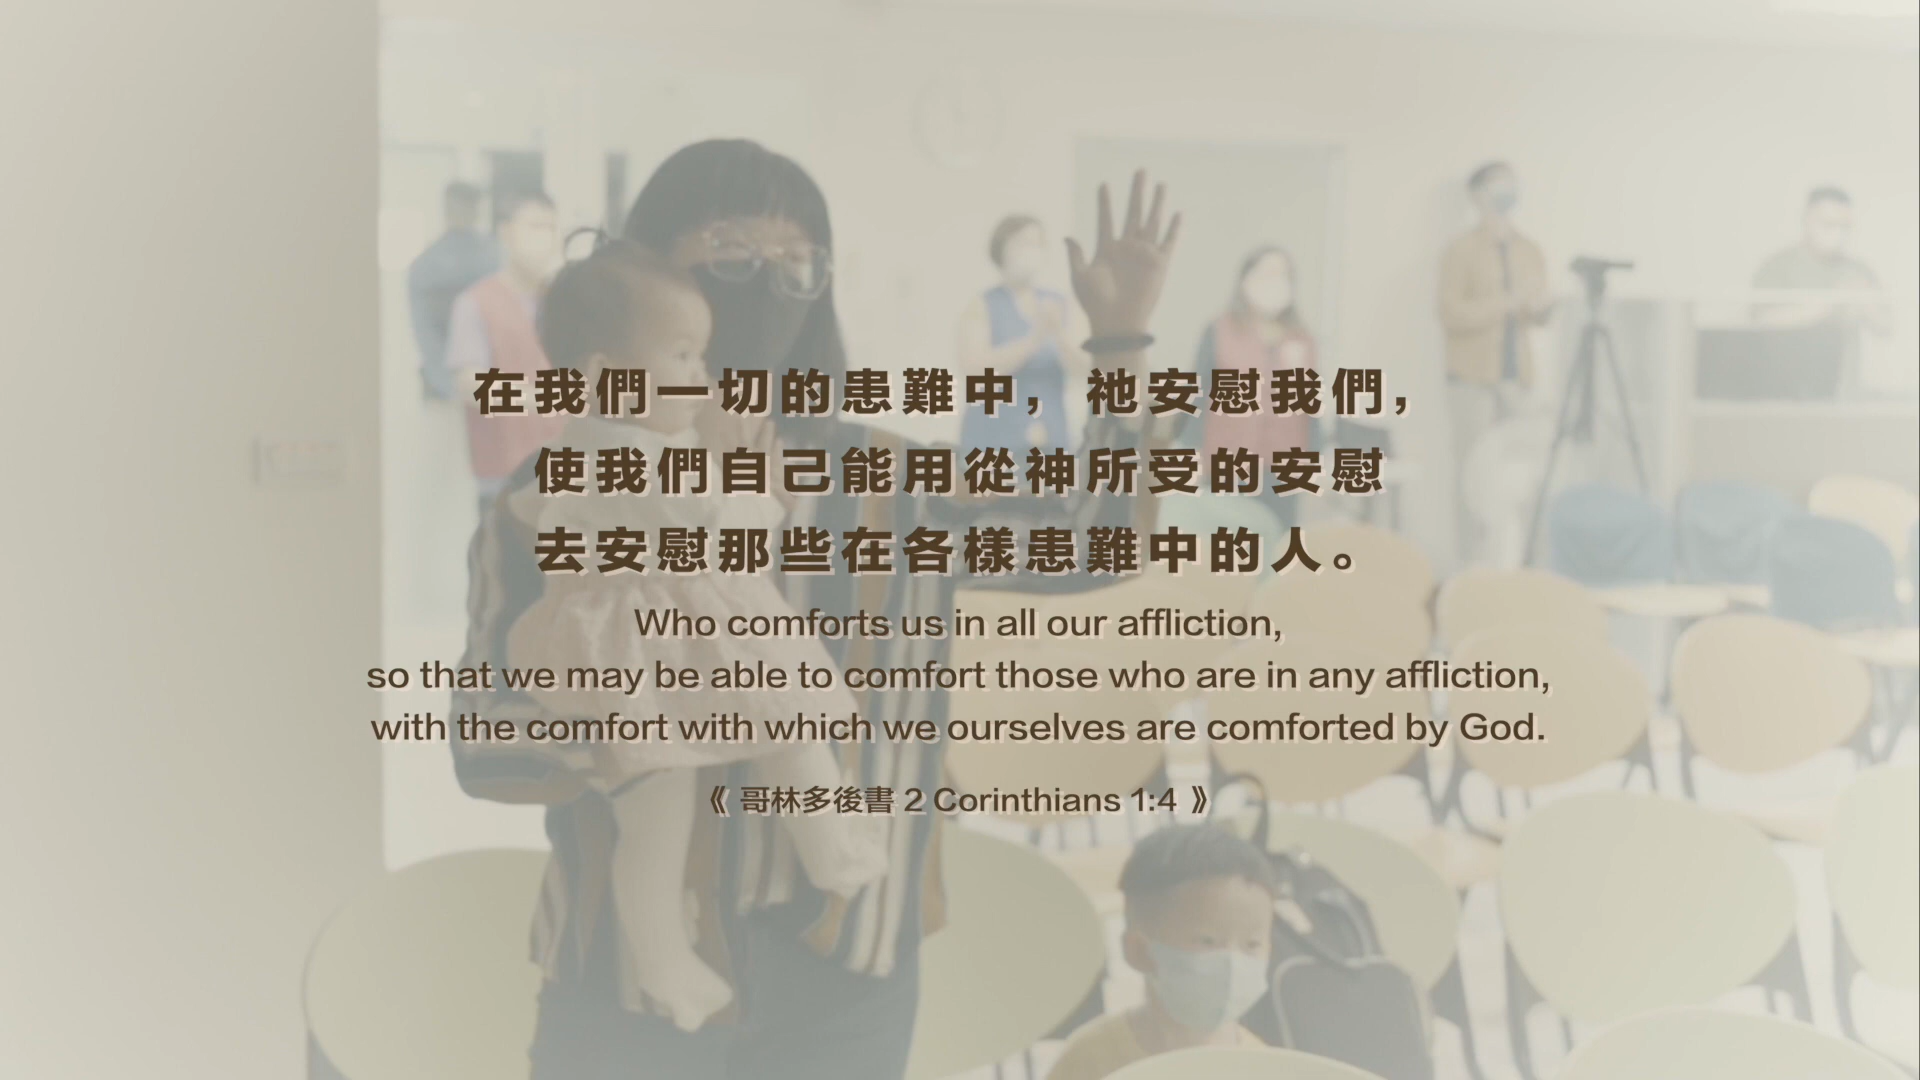 在我們一切的患難中，祂安慰我們，
使我們自己能用從神所受的安慰
去安慰那些在各樣患難中的人。
Who comforts us in all our affliction,
so that we may be able to comfort those who are in any affliction,
with the comfort with which we ourselves are comforted by God.
《 哥林多後書 2 Corinthians 1:4 》